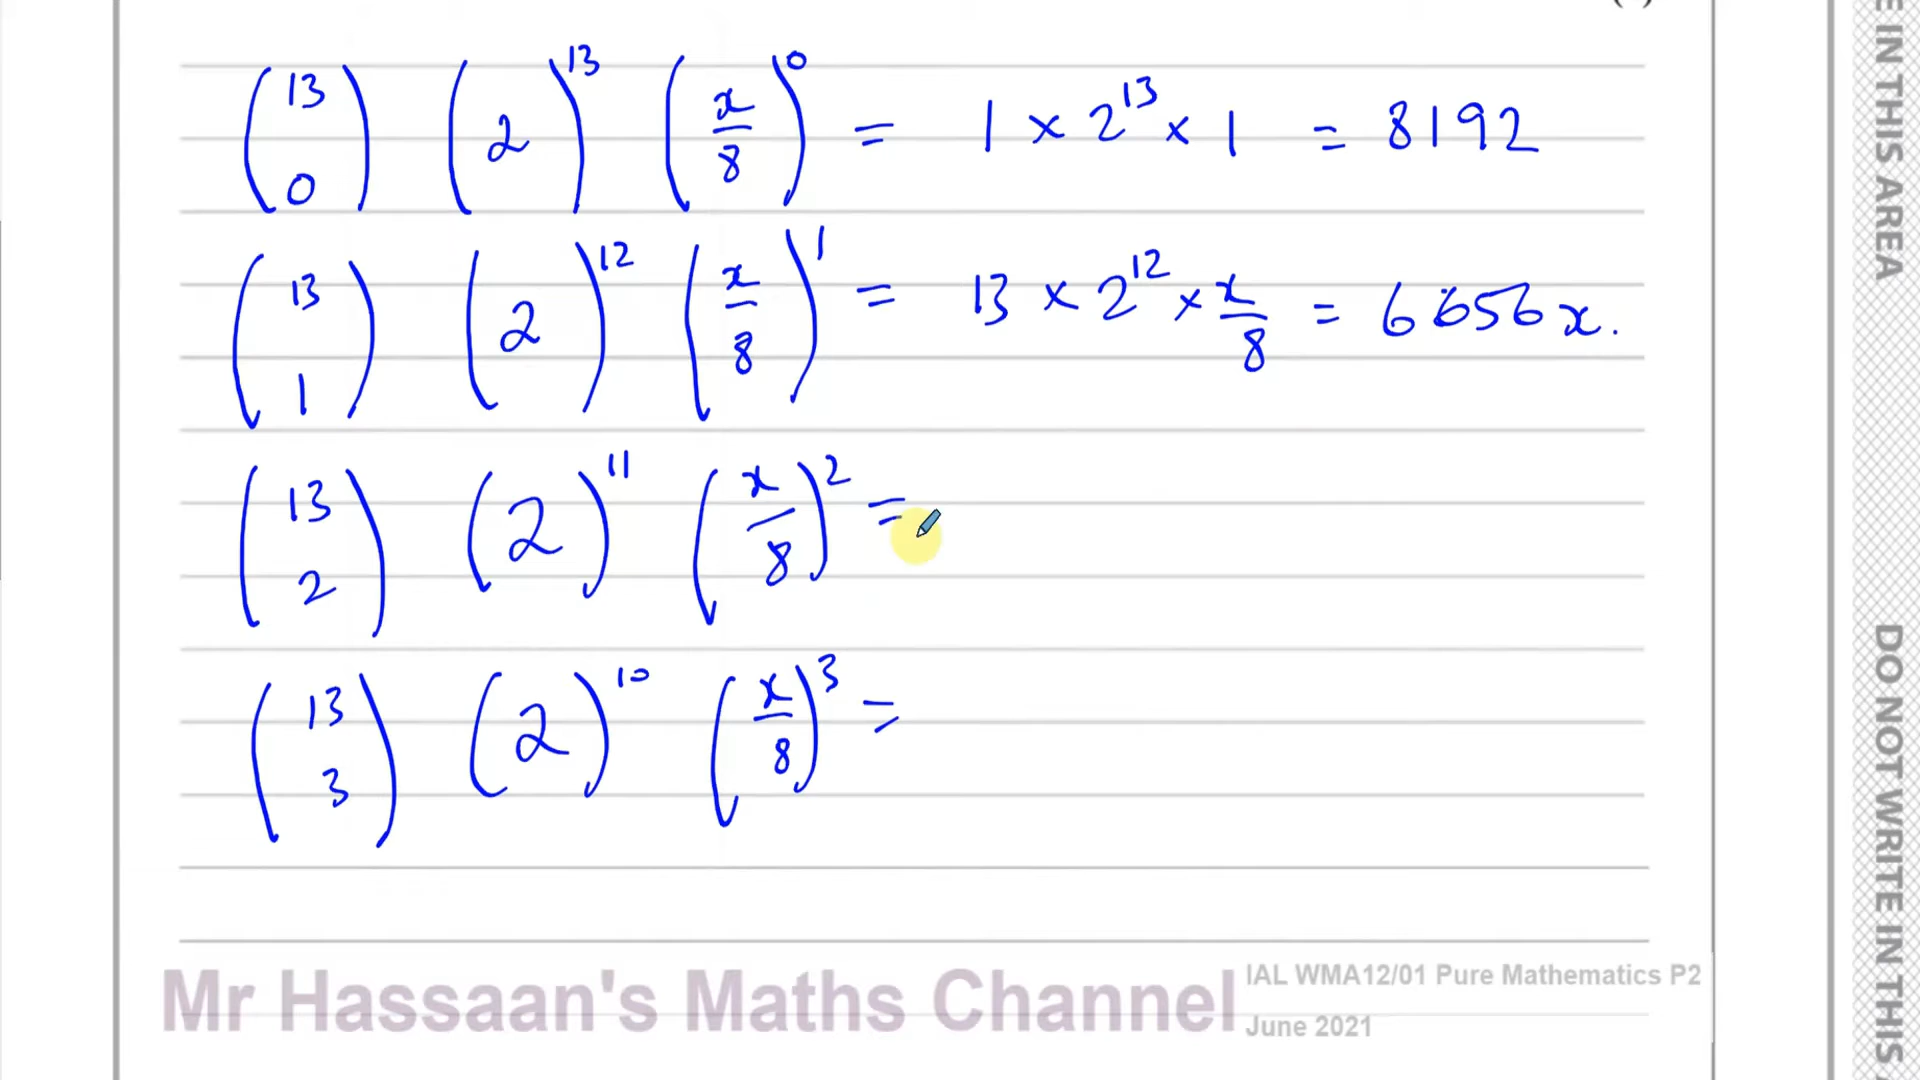 (13 0) (2)^13 (x/8)^0 = 1 × 2^13 × 1 = 8192
(13 1) (2)^12 (x/8)^1 = 13 × 2^12 × x/8 = 6656x.
(13 2) (2)^11 (x/8)^2 =
(13 3) (2)^10 (x/8)^3 =
Mr Hassaan's Maths Channel
IAL WMA12/01 Pure Mathematics P2
June 2021
E IN THIS AREA
DO NOT WRITE IN THIS